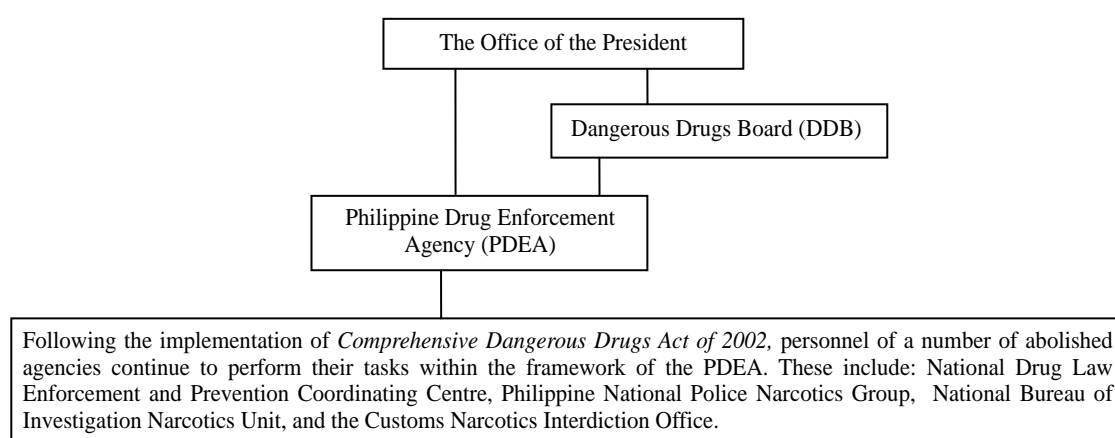 The Office of the President
Dangerous Drugs Board (DDB)
Philippine Drug Enforcement
Agency (PDEA)
Following the implementation of Comprehensive Dangerous Drugs Act of 2002, personnel of a number of abolished
agencies continue to perform their tasks within the framework of the PDEA. These include: National Drug Law
Enforcement and Prevention Coordinating Centre, Philippine National Police Narcotics Group, National Bureau of
Investigation Narcotics Unit, and the Customs Narcotics Interdiction Office.